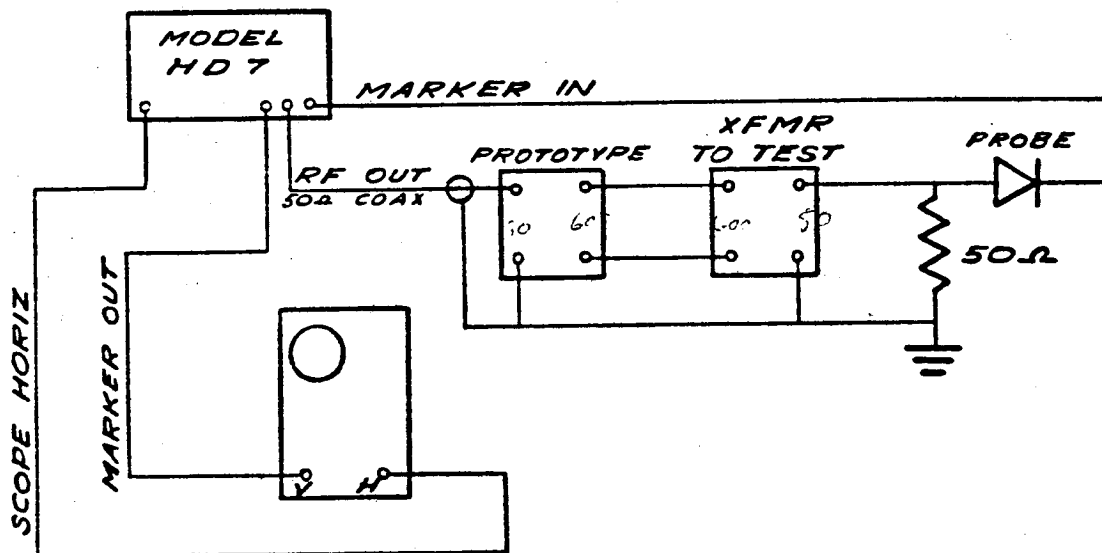 MODEL
HD7
MARKER IN
XFMR
TO TEST
PROBE
PROTOTYPE
RF OUT
50Ω COAX
50
50Ω
SCOPE HORIZ
MARKER OUT
V
H